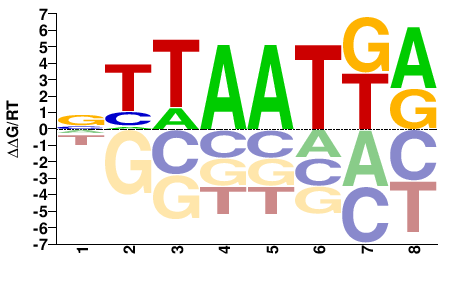 ΔΔG/RT
7
6
5
4
3
2
1
0
-1
-2
-3
-4
-5
-6
-7
G T
T C G
T A C G
A C G T
A C G T
T A C G
G T A C
A G C T
1 2 3 4 5 6 7 8